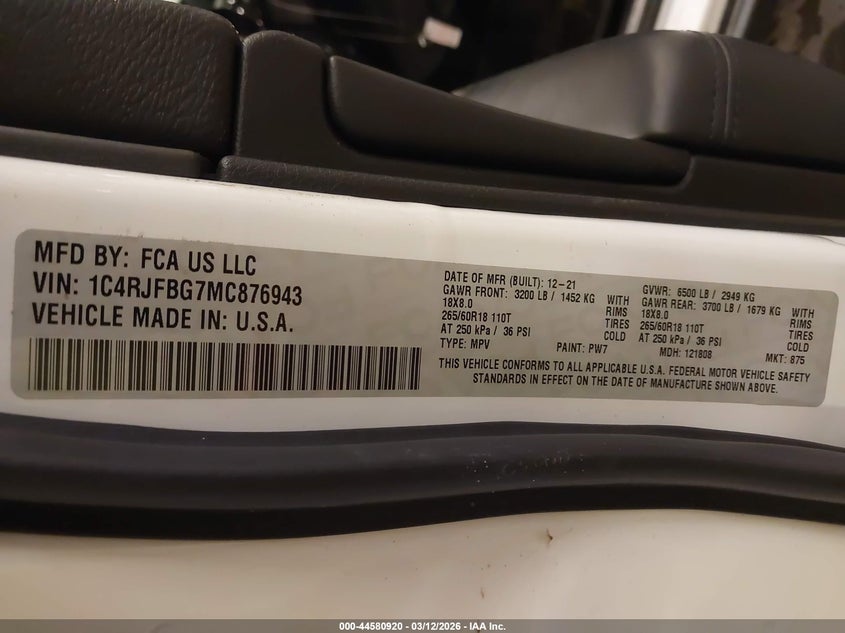 MFD BY: FCA US LLC
VIN: 1C4RJFBG7MC876943
VEHICLE MADE IN: U.S.A.
DATE OF MFR (BUILT): 12-21
GAWR FRONT: 3200 LB / 1452 KG WITH
18X8.0 RIMS
265/60R18 110T TIRES
AT 250 kPa / 36 PSI COLD
TYPE: MPV PAINT: PW7
GVWR: 6500 LB / 2949 KG
GAWR REAR: 3700 LB / 1679 KG WITH
18X8.0 RIMS
265/60R18 110T TIRES
AT 250 kPa / 36 PSI COLD
MDH: 121808 MKT: 875
THIS VEHICLE CONFORMS TO ALL APPLICABLE U.S.A. FEDERAL MOTOR VEHICLE SAFETY
STANDARDS IN EFFECT ON THE DATE OF MANUFACTURE SHOWN ABOVE.
000-44580920 - 03/12/2026 - IAA Inc.